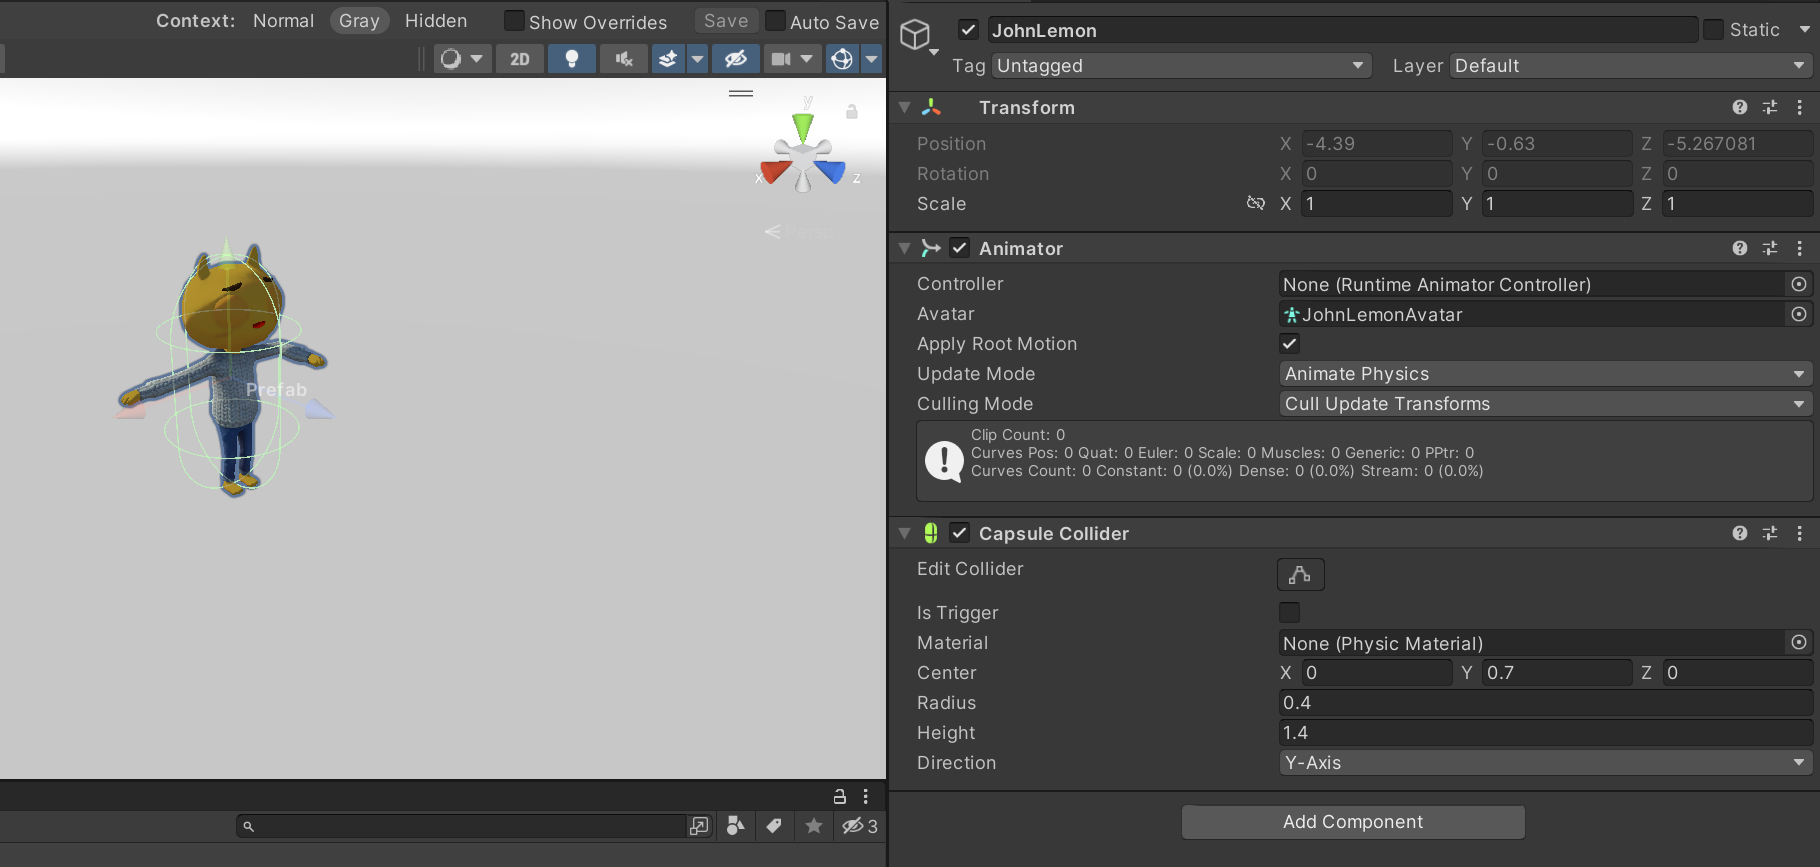 Context: Normal Gray Hidden Show Overrides Save Auto Save
2D
y
x z
Prefab
3
JohnLemon Static
Tag Untagged Layer Default
Transform
Position X -4.39 Y -0.63 Z -5.267081
Rotation X 0 Y 0 Z 0
Scale X 1 Y 1 Z 1
Animator
Controller None (Runtime Animator Controller)
Avatar JohnLemonAvatar
Apply Root Motion
Update Mode Animate Physics
Culling Mode Cull Update Transforms
Clip Count: 0
Curves Pos: 0 Quat: 0 Euler: 0 Scale: 0 Muscles: 0 Generic: 0 PPtr: 0
Curves Count: 0 Constant: 0 (0.0%) Dense: 0 (0.0%) Stream: 0 (0.0%)
Capsule Collider
Edit Collider
Is Trigger
Material None (Physic Material)
Center X 0 Y 0.7 Z 0
Radius 0.4
Height 1.4
Direction Y-Axis
Add Component